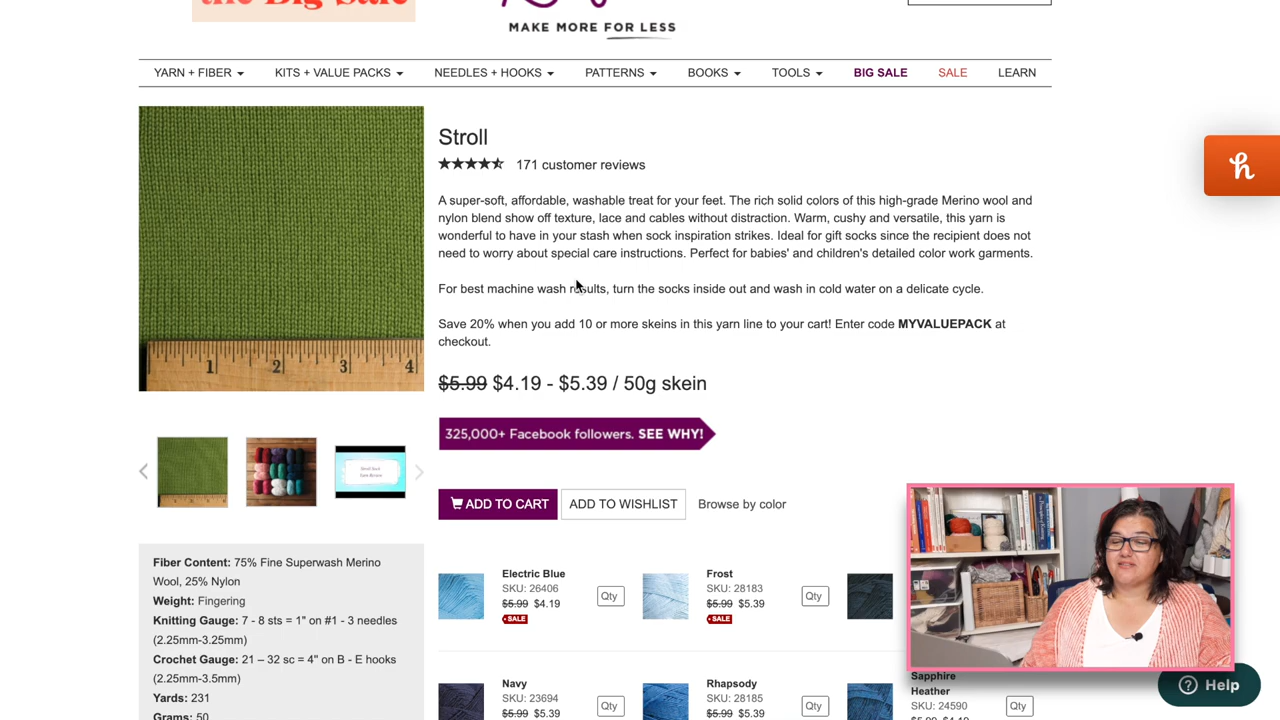 the Big Sale
MAKE MORE FOR LESS
YARN + FIBER KITS + VALUE PACKS NEEDLES + HOOKS PATTERNS BOOKS TOOLS BIG SALE SALE LEARN
Stroll
171 customer reviews
A super-soft, affordable, washable treat for your feet. The rich solid colors of this high-grade Merino wool and
nylon blend show off texture, lace and cables without distraction. Warm, cushy and versatile, this yarn is
wonderful to have in your stash when sock inspiration strikes. Ideal for gift socks since the recipient does not
need to worry about special care instructions. Perfect for babies' and children's detailed color work garments.
For best machine wash results, turn the socks inside out and wash in cold water on a delicate cycle.
Save 20% when you add 10 or more skeins in this yarn line to your cart! Enter code MYVALUEPACK at
checkout.
$5.99 $4.19 - $5.39 / 50g skein
1 2 3 4
325,000+ Facebook followers. SEE WHY!
ADD TO CART ADD TO WISHLIST Browse by color
Fiber Content: 75% Fine Superwash Merino
Wool, 25% Nylon
Weight: Fingering
Knitting Gauge: 7 - 8 sts = 1" on #1 - 3 needles
(2.25mm-3.25mm)
Crochet Gauge: 21 – 32 sc = 4" on B - E hooks
(2.25mm-3.5mm)
Yards: 231
Grams: 50
Electric Blue
SKU: 26406
$5.99 $4.19
SALE
Qty
Frost
SKU: 28183
$5.99 $5.39
SALE
Qty
Navy
SKU: 23694
$5.99 $5.39
Qty
Rhapsody
SKU: 28185
$5.99 $5.39
Qty
Sapphire
Heather
SKU: 24590
$5.99 $4.19
Qty
Help